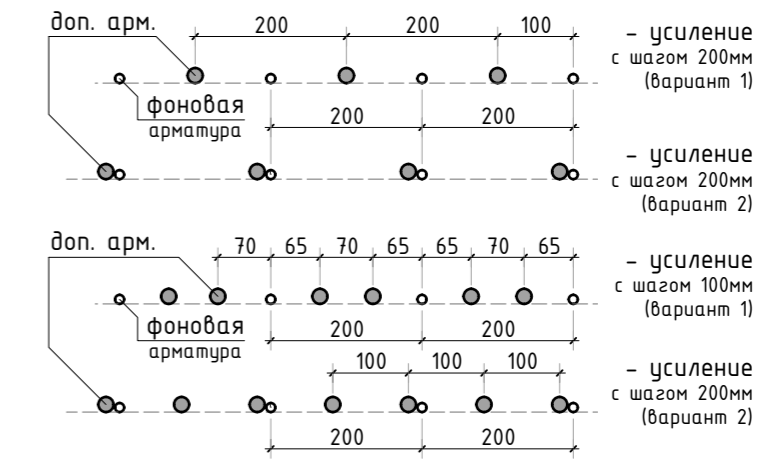 доп. арм.
200 200 100
- усиление
с шагом 200мм
(вариант 1)
фоновая
арматура
200 200
- усиление
с шагом 200мм
(вариант 2)
доп. арм.
70 65 70 65 65 70 65
- усиление
с шагом 100мм
(вариант 1)
фоновая
арматура
200 200
100 100 100
- усиление
с шагом 200мм
(вариант 2)
200 200